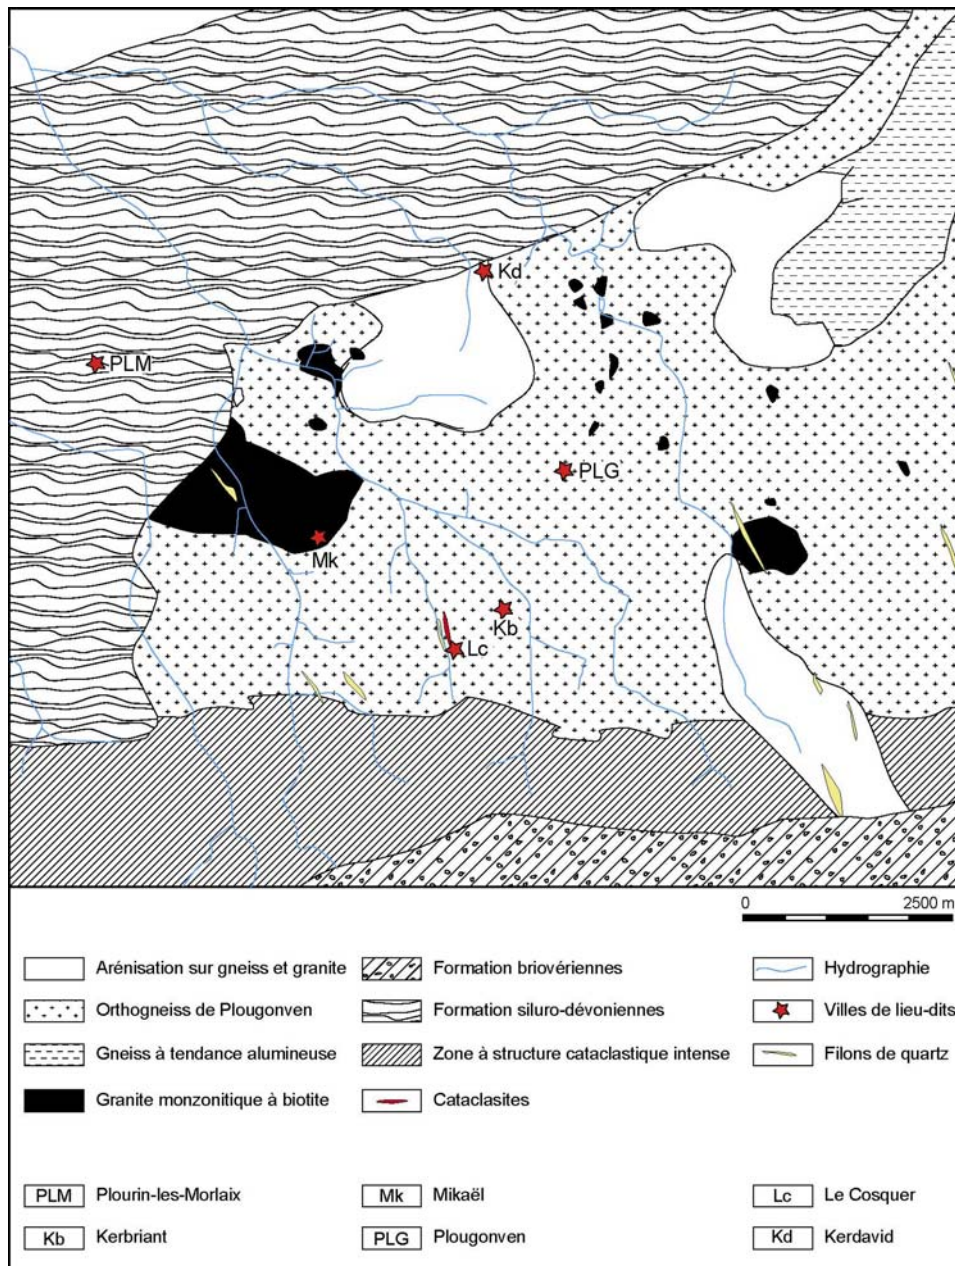 Kd
PLM
PLG
Mk
Kb
Lc
0 2500 m
Arénisation sur gneiss et granite
Formation briovériennes
Hydrographie
Orthogneiss de Plougonven
Formation siluro-dévoniennes
Villes de lieu-dits
Gneiss à tendance alumineuse
Zone à structure cataclastique intense
Filons de quartz
Granite monzonitique à biotite
Cataclasites
PLM Plourin-les-Morlaix
Mk Mikaël
Lc Le Cosquer
Kb Kerbriant
PLG Plougonven
Kd Kerdavid